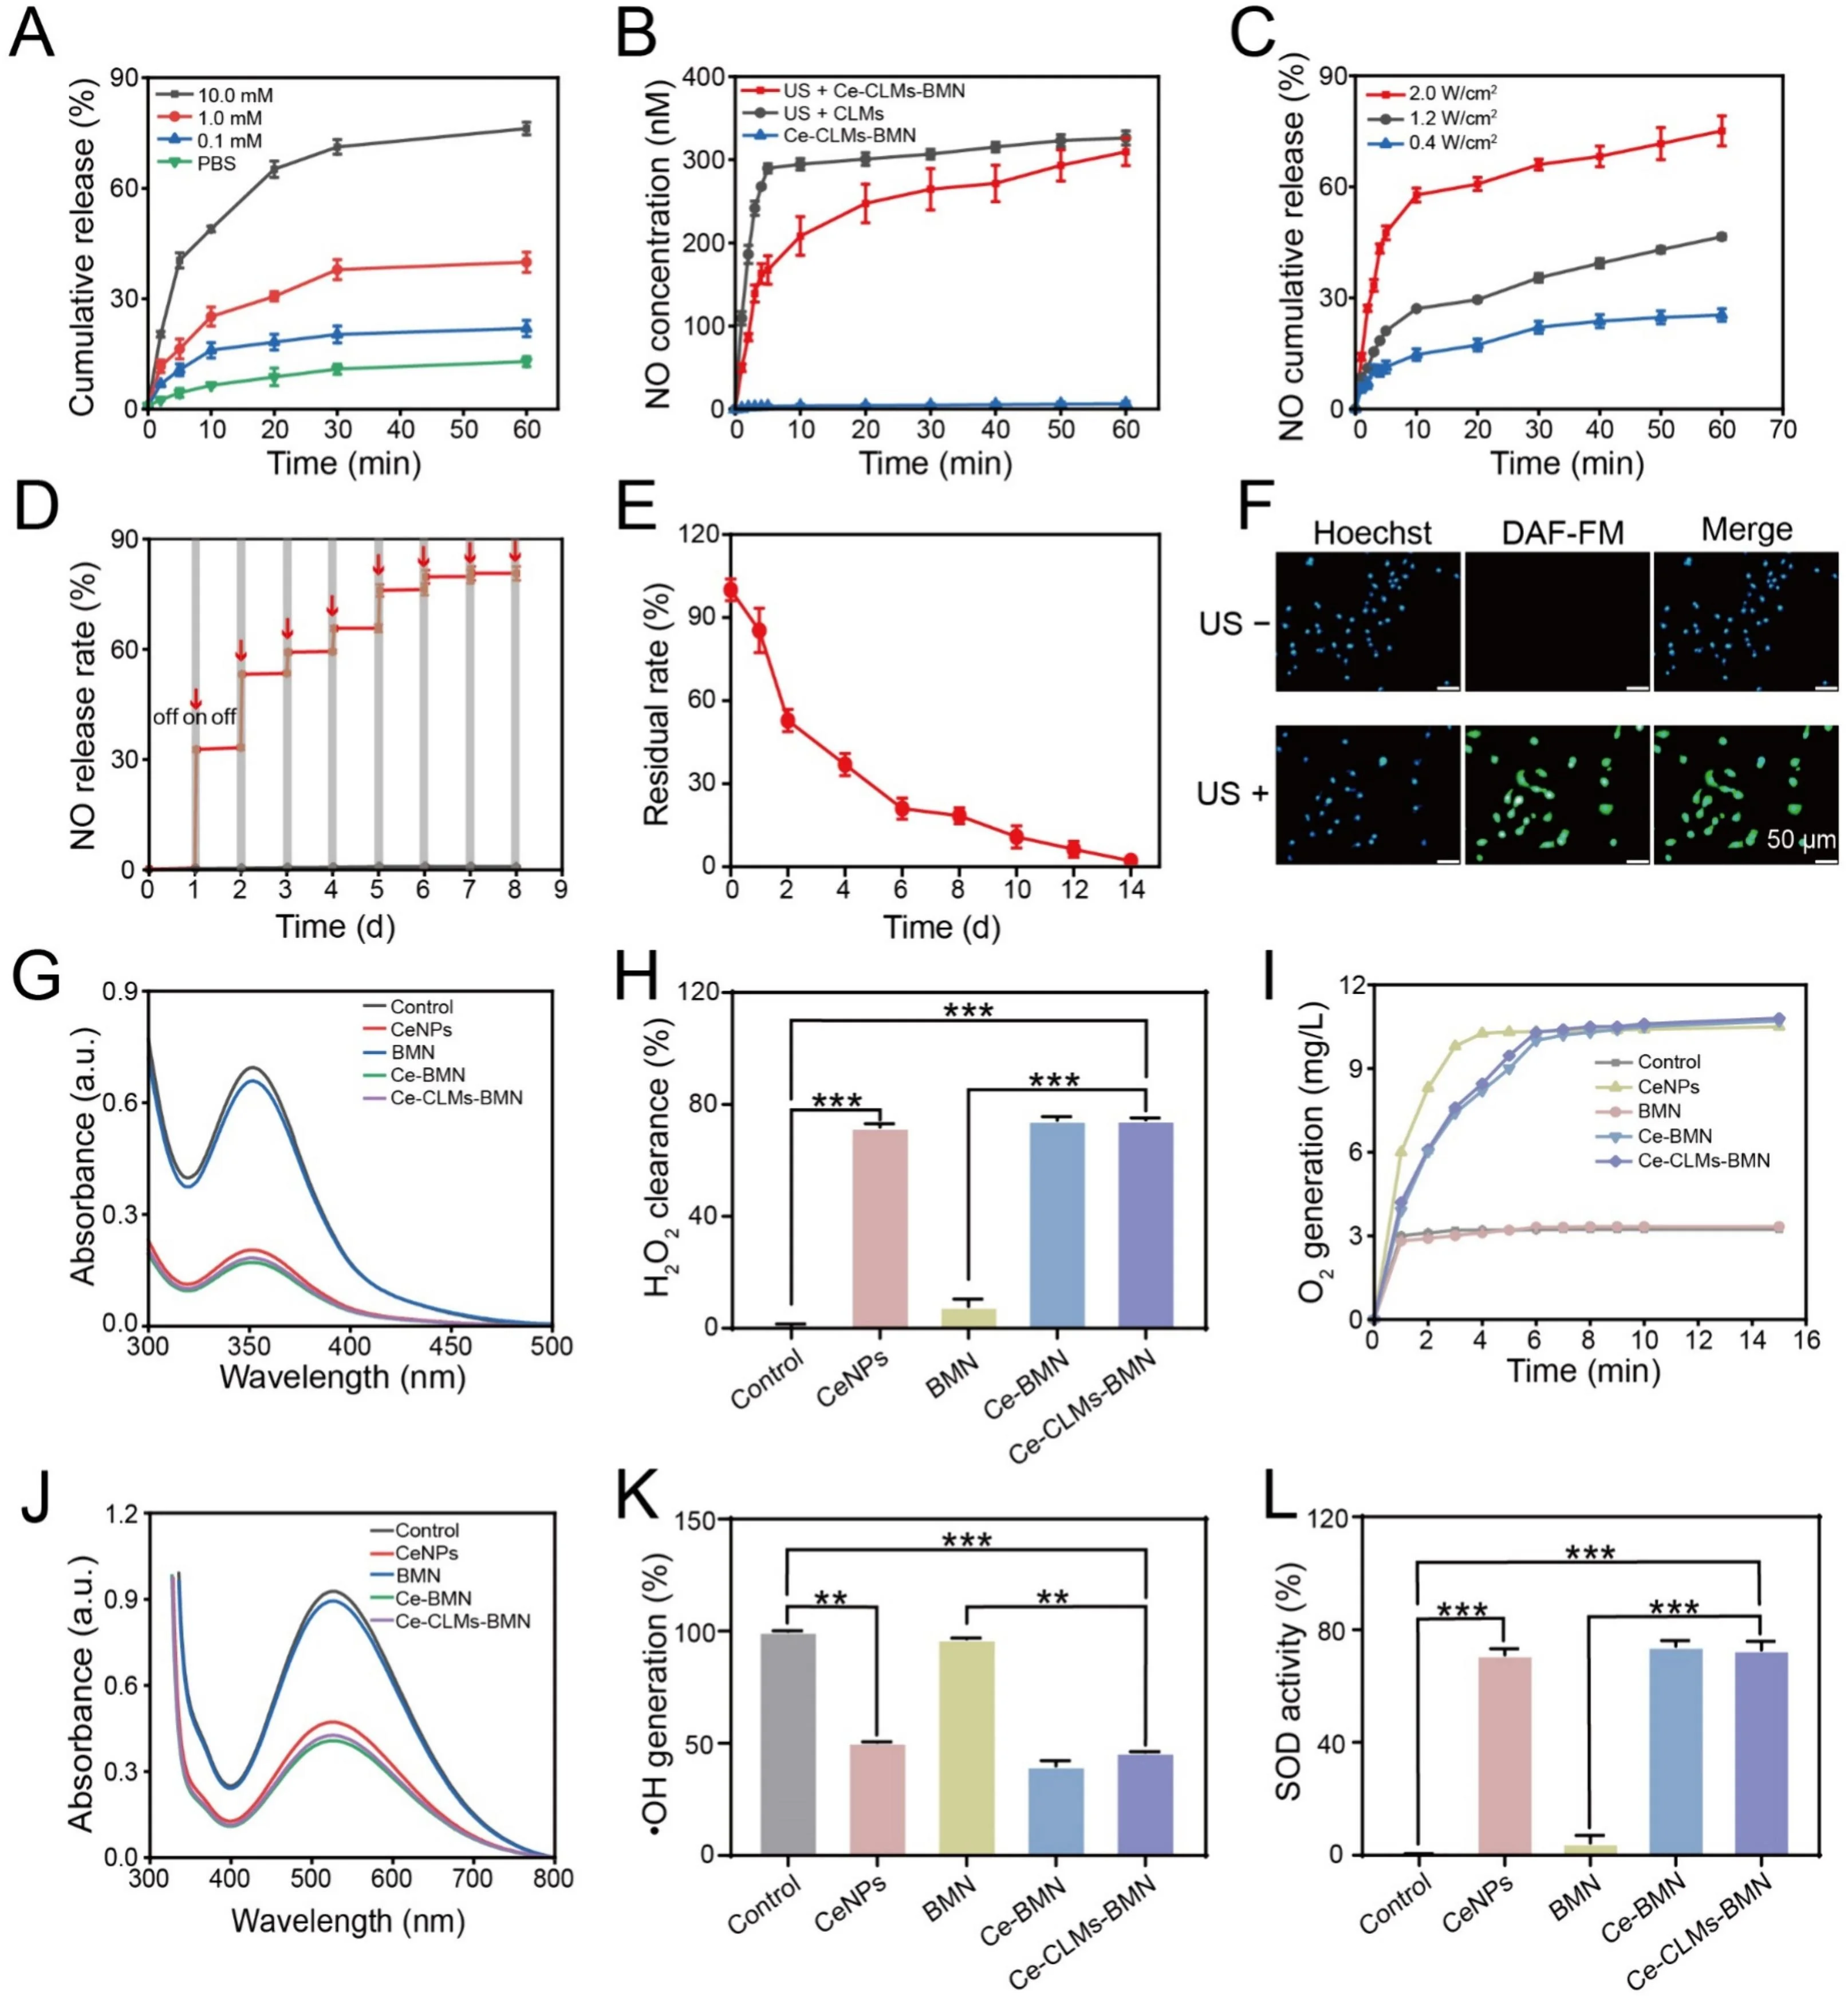 A
Cumulative release (%)
90
60
30
0
10.0 mM
1.0 mM
0.1 mM
PBS
0 10 20 30 40 50 60
Time (min)
B
NO concentration (nM)
400
300
200
100
0
US + Ce-CLMs-BMN
US + CLMs
Ce-CLMs-BMN
0 10 20 30 40 50 60
Time (min)
C
NO cumulative release (%)
90
60
30
0
2.0 W/cm²
1.2 W/cm²
0.4 W/cm²
0 10 20 30 40 50 60 70
Time (min)
D
NO release rate (%)
90
60
30
0
off on off
0 1 2 3 4 5 6 7 8 9
Time (d)
E
Residual rate (%)
120
90
60
30
0
0 2 4 6 8 10 12 14
Time (d)
F
Hoechst DAF-FM Merge
US −
US +
50 μm
G
Absorbance (a.u.)
0.9
0.6
0.3
0.0
Control
CeNPs
BMN
Ce-BMN
Ce-CLMs-BMN
300 350 400 450 500
Wavelength (nm)
H
H₂O₂ clearance (%)
120
80
40
0
***
***
***
Control CeNPs BMN Ce-BMN Ce-CLMs-BMN
I
O₂ generation (mg/L)
12
9
6
3
0
Control
CeNPs
BMN
Ce-BMN
Ce-CLMs-BMN
0 2 4 6 8 10 12 14 16
Time (min)
J
Absorbance (a.u.)
1.2
0.9
0.6
0.3
0.0
Control
CeNPs
BMN
Ce-BMN
Ce-CLMs-BMN
300 400 500 600 700 800
Wavelength (nm)
K
•OH generation (%)
150
100
50
0
***
** **
Control CeNPs BMN Ce-BMN Ce-CLMs-BMN
L
SOD activity (%)
120
80
40
0
***
*** ***
Control CeNPs BMN Ce-BMN Ce-CLMs-BMN